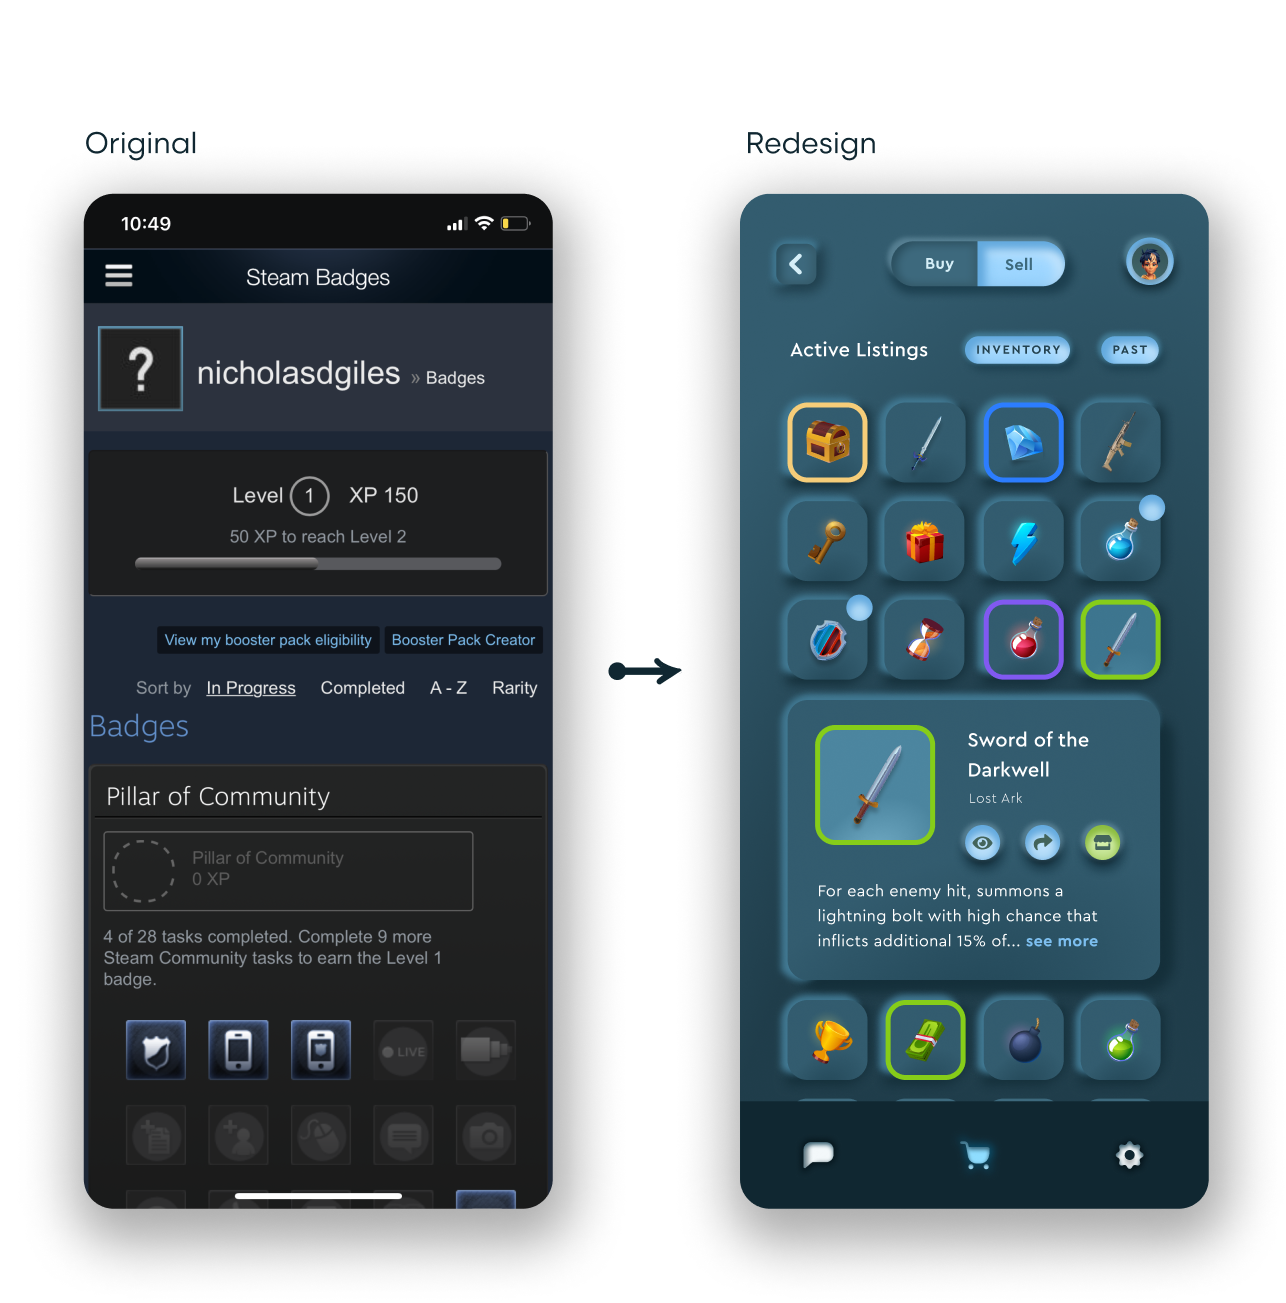 Original
10:49
Steam Badges
?
nicholasdgiles » Badges
Level 1 XP 150
50 XP to reach Level 2
View my booster pack eligibility Booster Pack Creator
Sort by In Progress Completed A - Z Rarity
Badges
Pillar of Community
Pillar of Community
0 XP
4 of 28 tasks completed. Complete 9 more
Steam Community tasks to earn the Level 1
badge.
LIVE
Redesign
Buy Sell
Active Listings INVENTORY PAST
Sword of the
Darkwell
Lost Ark
For each enemy hit, summons a
lightning bolt with high chance that
inflicts additional 15% of... see more